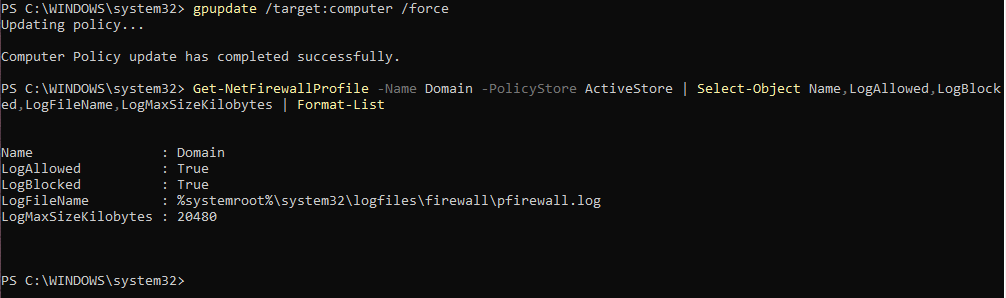 PS C:\WINDOWS\system32> gpupdate /target:computer /force
Updating policy...
Computer Policy update has completed successfully.
PS C:\WINDOWS\system32> Get-NetFirewallProfile -Name Domain -PolicyStore ActiveStore | Select-Object Name,LogAllowed,LogBlock
ed,LogFileName,LogMaxSizeKilobytes | Format-List
Name                : Domain
LogAllowed          : True
LogBlocked          : True
LogFileName         : %systemroot%\system32\logfiles\firewall\pfirewall.log
LogMaxSizeKilobytes : 20480
PS C:\WINDOWS\system32>